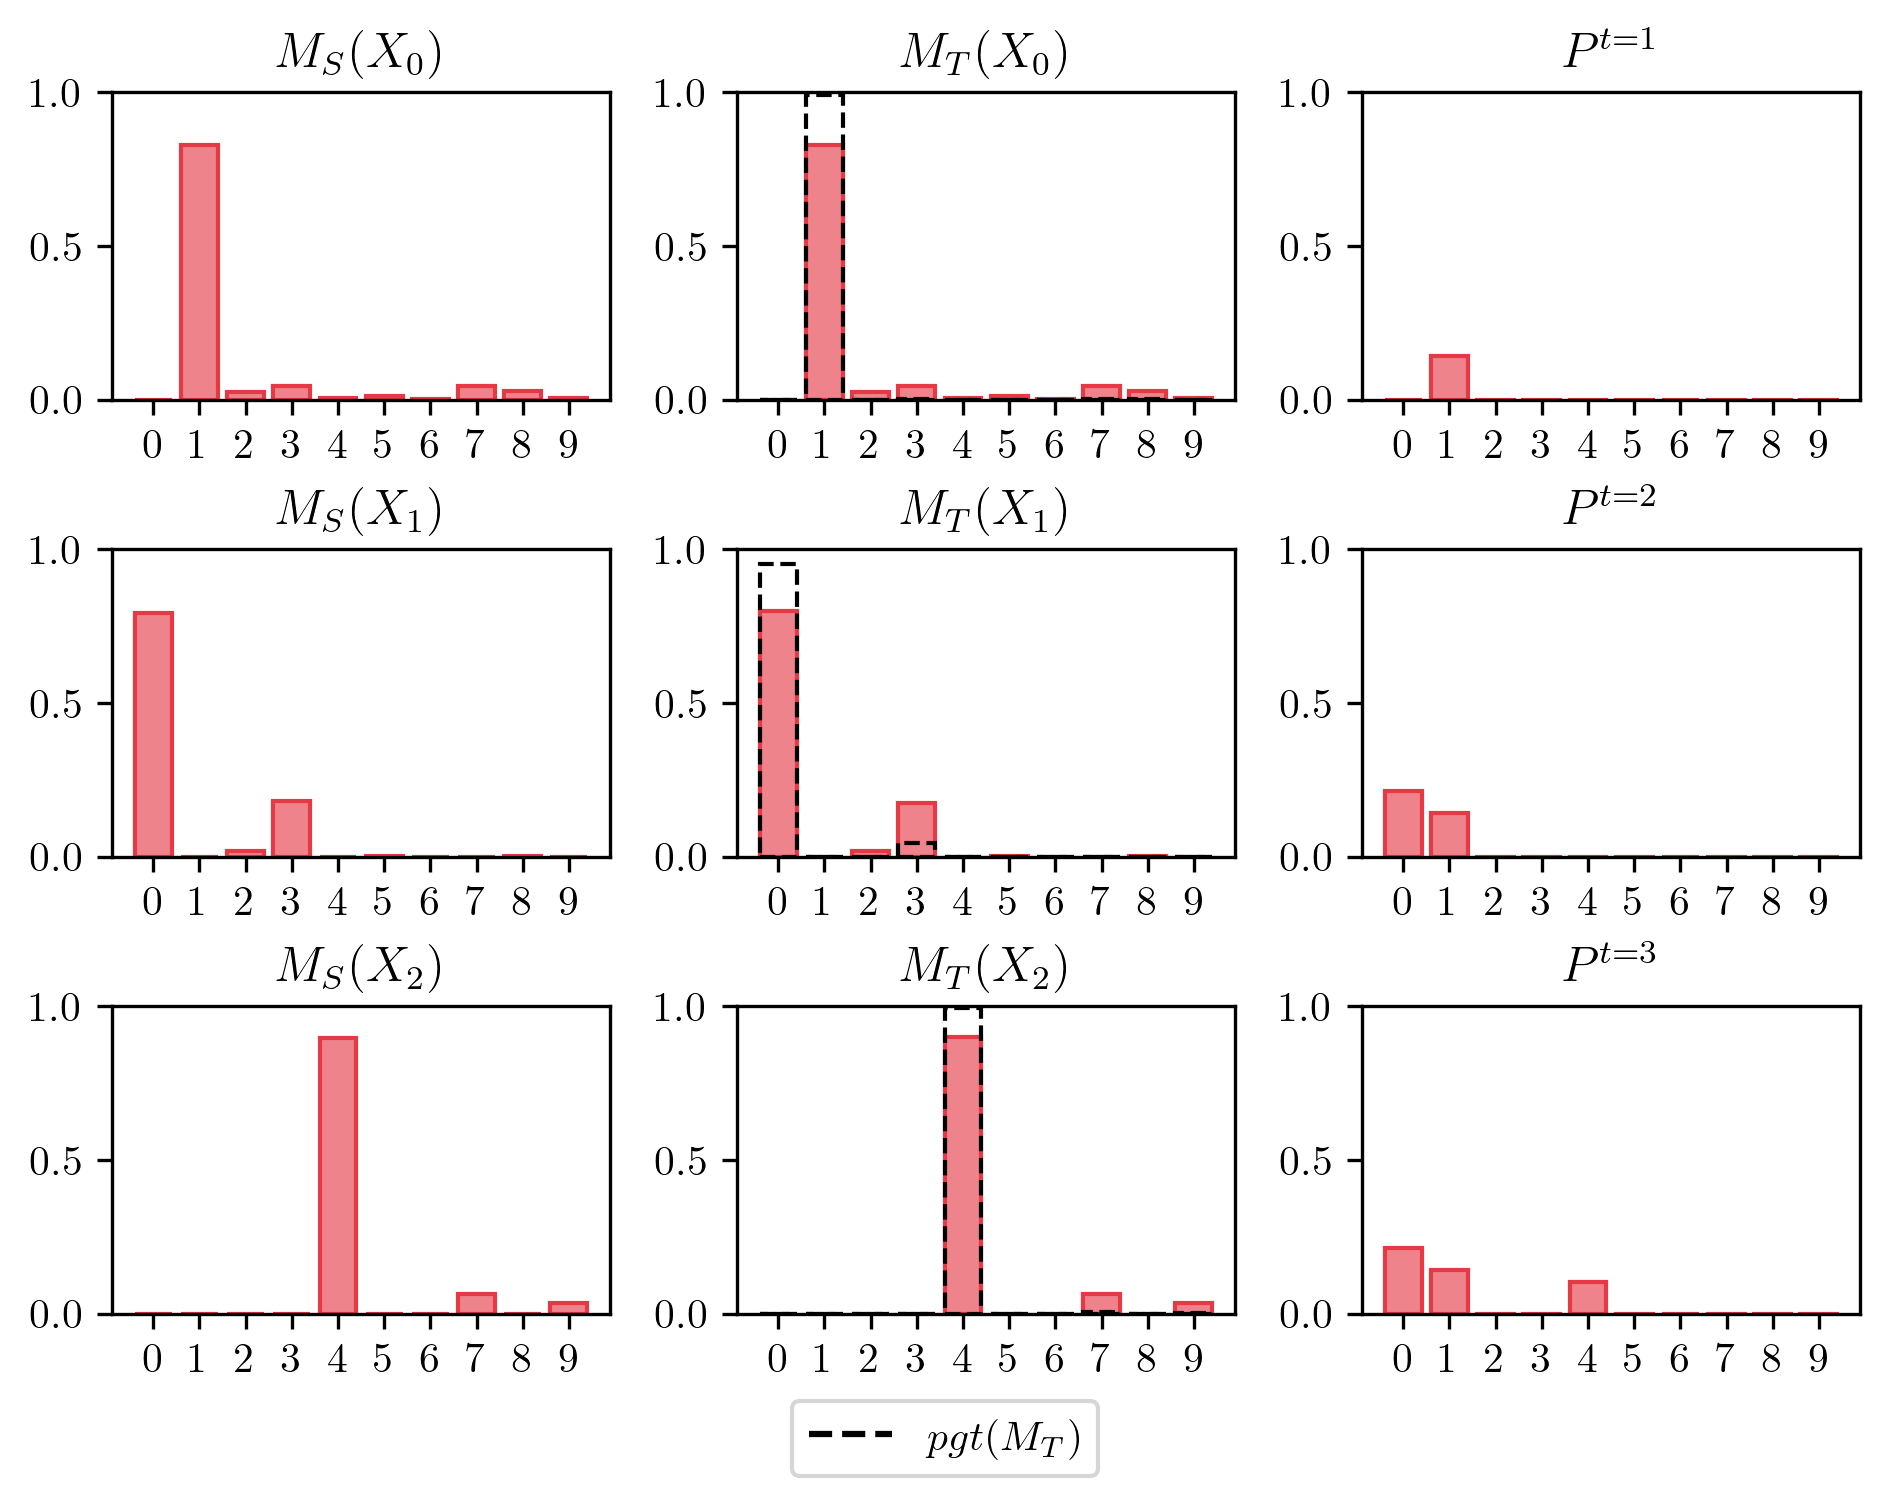 M_S(X_0) M_T(X_0) P^{t=1}
1.0 1.0 1.0
0.5 0.5 0.5
0.0 0.0 0.0
0 1 2 3 4 5 6 7 8 9 0 1 2 3 4 5 6 7 8 9 0 1 2 3 4 5 6 7 8 9
M_S(X_1) M_T(X_1) P^{t=2}
1.0 1.0 1.0
0.5 0.5 0.5
0.0 0.0 0.0
0 1 2 3 4 5 6 7 8 9 0 1 2 3 4 5 6 7 8 9 0 1 2 3 4 5 6 7 8 9
M_S(X_2) M_T(X_2) P^{t=3}
1.0 1.0 1.0
0.5 0.5 0.5
0.0 0.0 0.0
0 1 2 3 4 5 6 7 8 9 0 1 2 3 4 5 6 7 8 9 0 1 2 3 4 5 6 7 8 9
pgt(M_T)